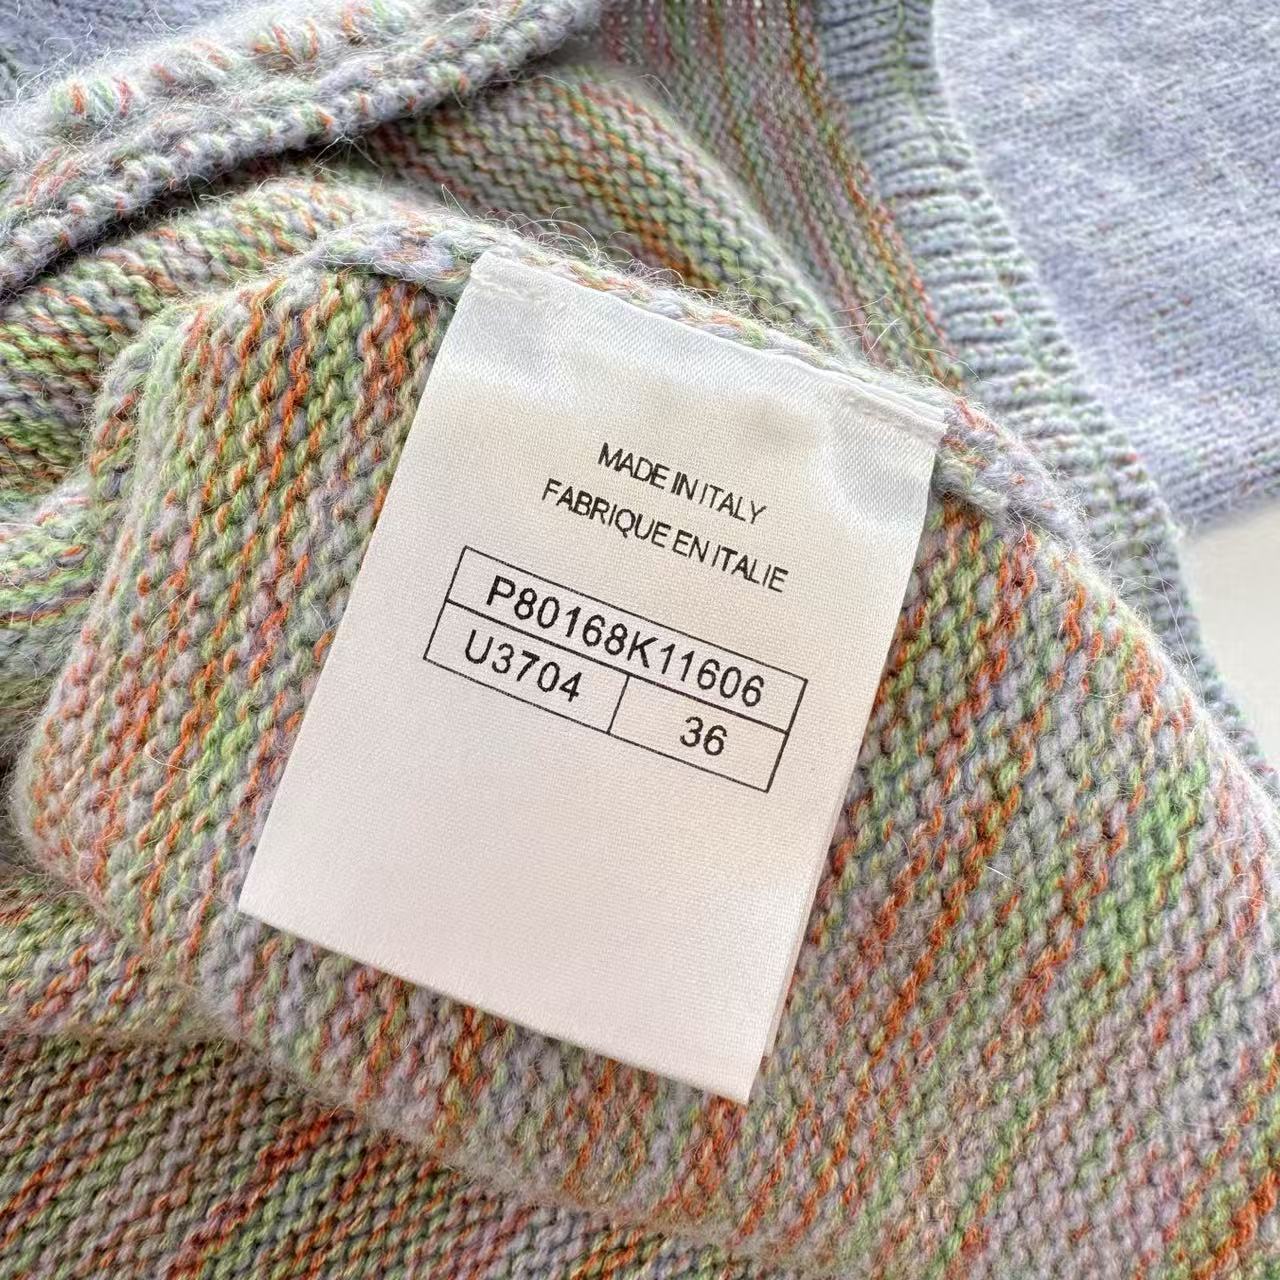 MADE IN ITALY
FABRIQUE EN ITALIE
P80168K11606
U3704 36